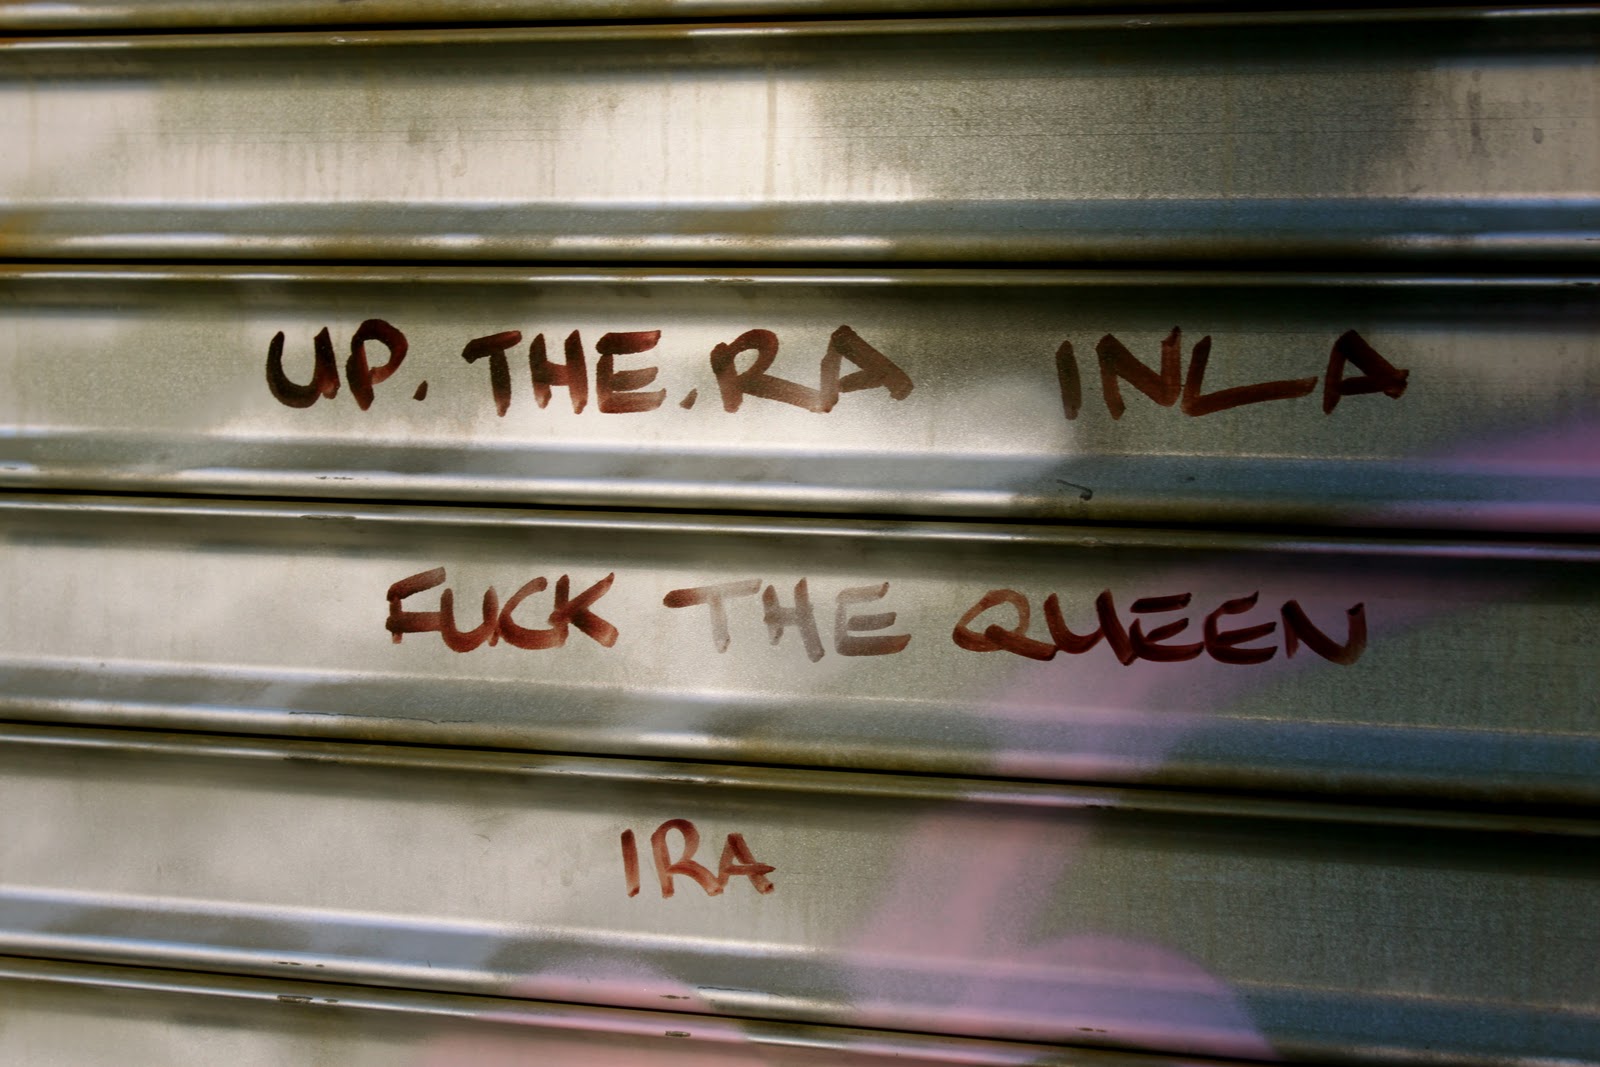 UP. THE. RA INLA
FUCK THE QUEEN
IRA